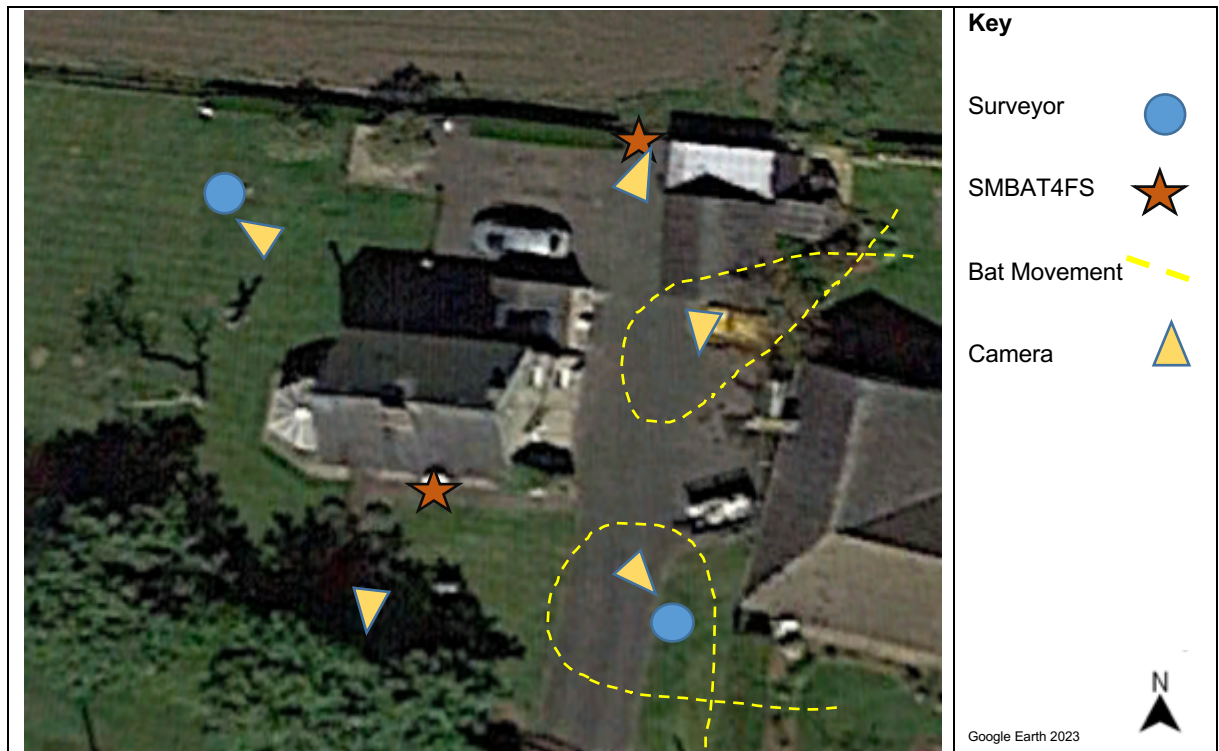 Key
Surveyor
SMBAT4FS
Bat Movement
Camera
N
Google Earth 2023